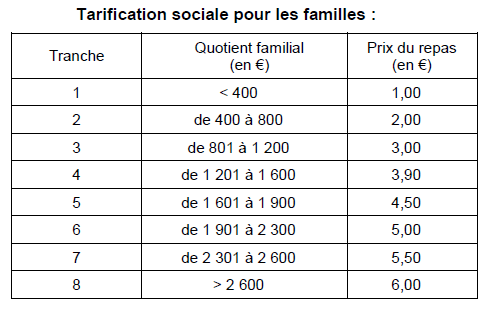 Tarification sociale pour les familles :
Tranche Quotient familial (en €) Prix du repas (en €)
1 < 400 1,00
2 de 400 à 800 2,00
3 de 801 à 1 200 3,00
4 de 1 201 à 1 600 3,90
5 de 1 601 à 1 900 4,50
6 de 1 901 à 2 300 5,00
7 de 2 301 à 2 600 5,50
8 > 2 600 6,00